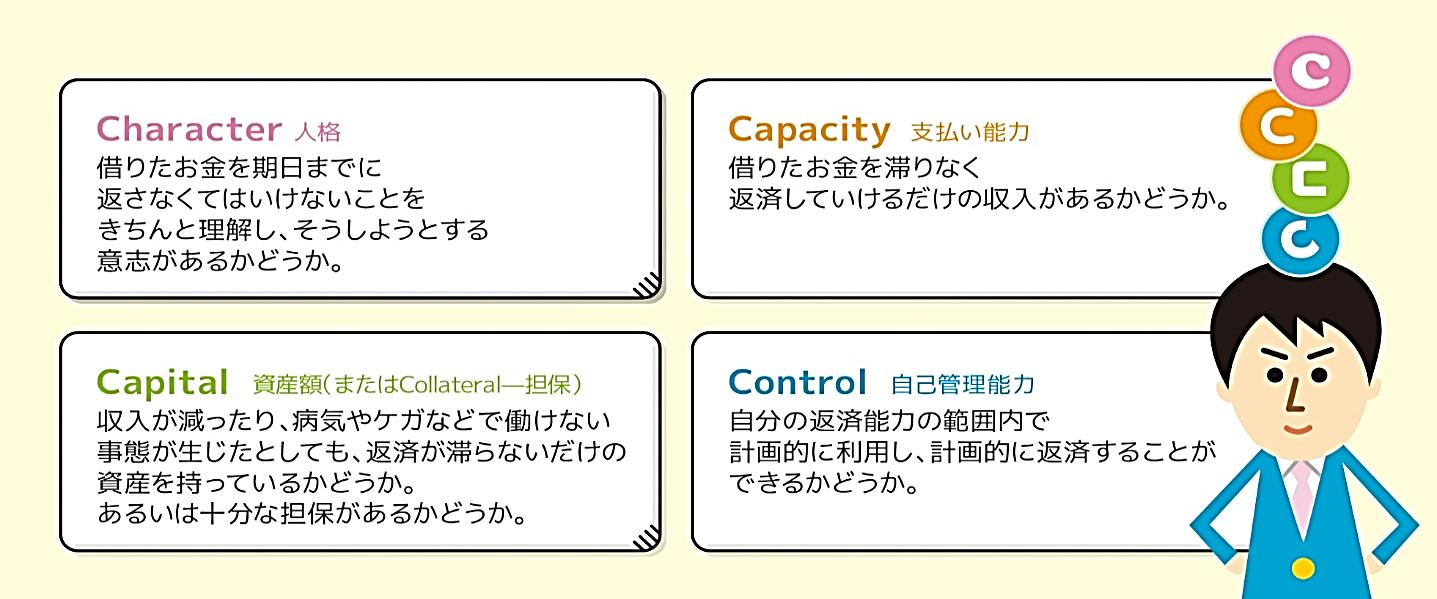 Character 人格
借りたお金を期日までに
返さなくてはいけないことを
きちんと理解し、そうしようとする
意志があるかどうか。
Capacity 支払い能力
借りたお金を滞りなく
返済していけるだけの収入があるかどうか。
Capital 資産額(またはCollateral―担保)
収入が減ったり、病気やケガなどで働けない
事態が生じたとしても、返済が滞らないだけの
資産を持っているかどうか。
あるいは十分な担保があるかどうか。
Control 自己管理能力
自分の返済能力の範囲内で
計画的に利用し、計画的に返済することが
できるかどうか。
C
C
C
C